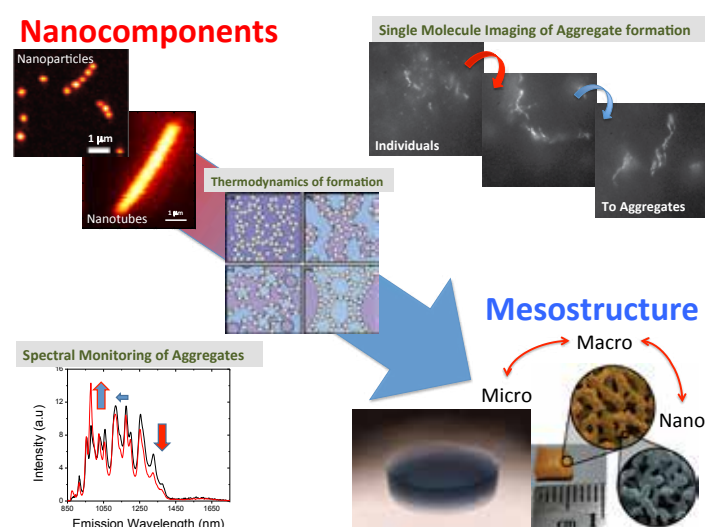 Nanocomponents
Nanoparticles
1 μm
Nanotubes
1 μm
Single Molecule Imaging of Aggregate formation
Individuals
To Aggregates
Thermodynamics of formation
Mesostructure
Macro
Micro
Nano
Spectral Monitoring of Aggregates
Intensity (a.u)
16
12
8
4
0
850
1050
1250
1450
1650
Emission Wavelength (nm)